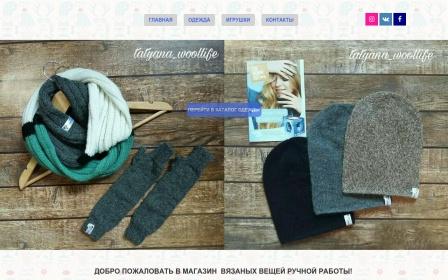 ГЛАВНАЯ ОДЕЖДА ИГРУШКИ КОНТАКТЫ
tatyana_woollife tatyana_woollife
ПЕРЕЙТИ В КАТАЛОГ ОДЕЖДЫ
ДОБРО ПОЖАЛОВАТЬ В МАГАЗИН ВЯЗАНЫХ ВЕЩЕЙ РУЧНОЙ РАБОТЫ!